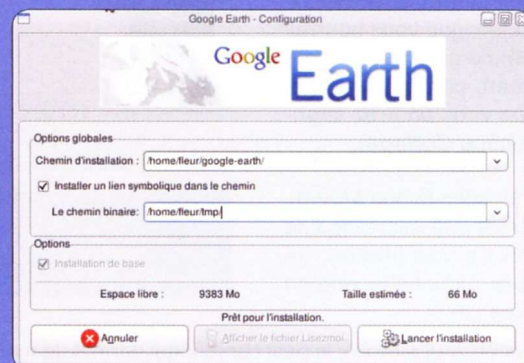 Google Earth - Configuration
Google Earth
Options globales
Chemin d'installation : /home/fleur/google-earth/
Installer un lien symbolique dans le chemin
Le chemin binaire: /home/fleur/tmp/
Options
Installation de base
Espace libre : 9383 Mo Taille estimée : 66 Mo
Prêt pour l'installation.
Annuler Afficher le fichier Lisezmoi Lancer l'installation